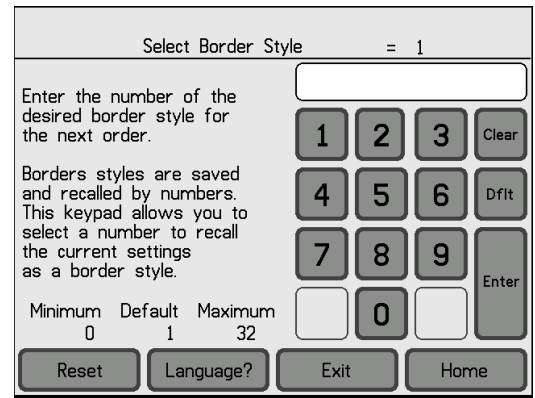 Select Border Style = 1
Enter the number of the
desired border style for
the next order.
Borders styles are saved
and recalled by numbers.
This keypad allows you to
select a number to recall
the current settings
as a border style.
Minimum Default Maximum
0 1 32
1 2 3 Clear
4 5 6 Dflt
7 8 9
Enter
0
Reset Language? Exit Home